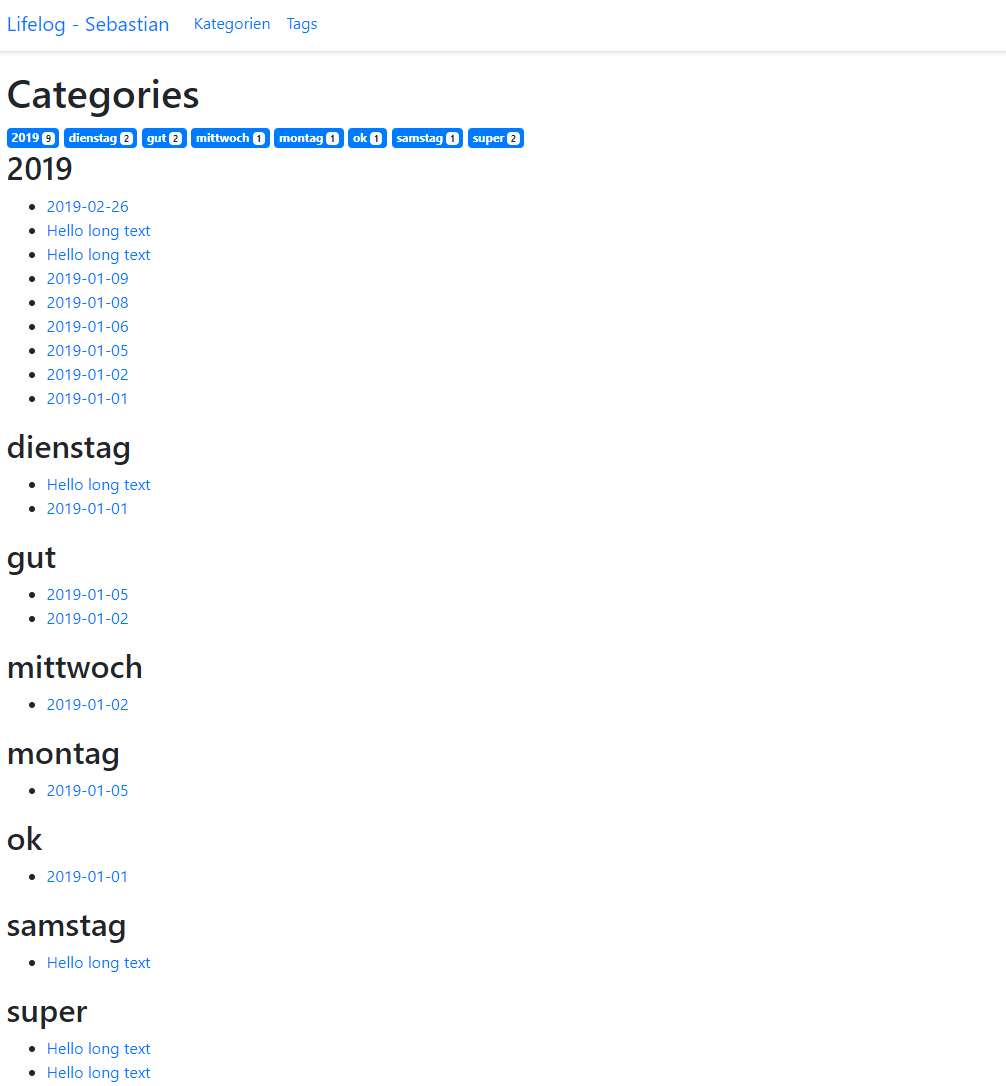 Lifelog - Sebastian Kategorien Tags
Categories
2019 9 dienstag 2 gut 2 mittwoch 1 montag 1 ok 1 samstag 1 super 2
2019
2019-02-26
Hello long text
Hello long text
2019-01-09
2019-01-08
2019-01-06
2019-01-05
2019-01-02
2019-01-01
dienstag
Hello long text
2019-01-01
gut
2019-01-05
2019-01-02
mittwoch
2019-01-02
montag
2019-01-05
ok
2019-01-01
samstag
Hello long text
super
Hello long text
Hello long text